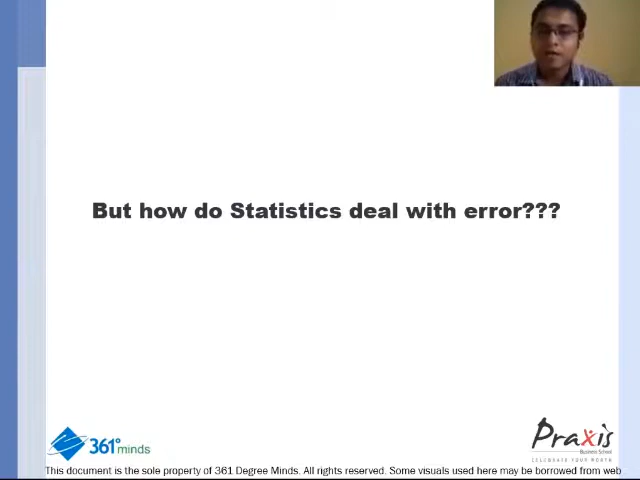 But how do Statistics deal with error???
361°minds
Praxis
Business School
CELEBRATE YOUR WORTH
This document is the sole property of 361 Degree Minds. All rights reserved. Some visuals used here may be borrowed from web